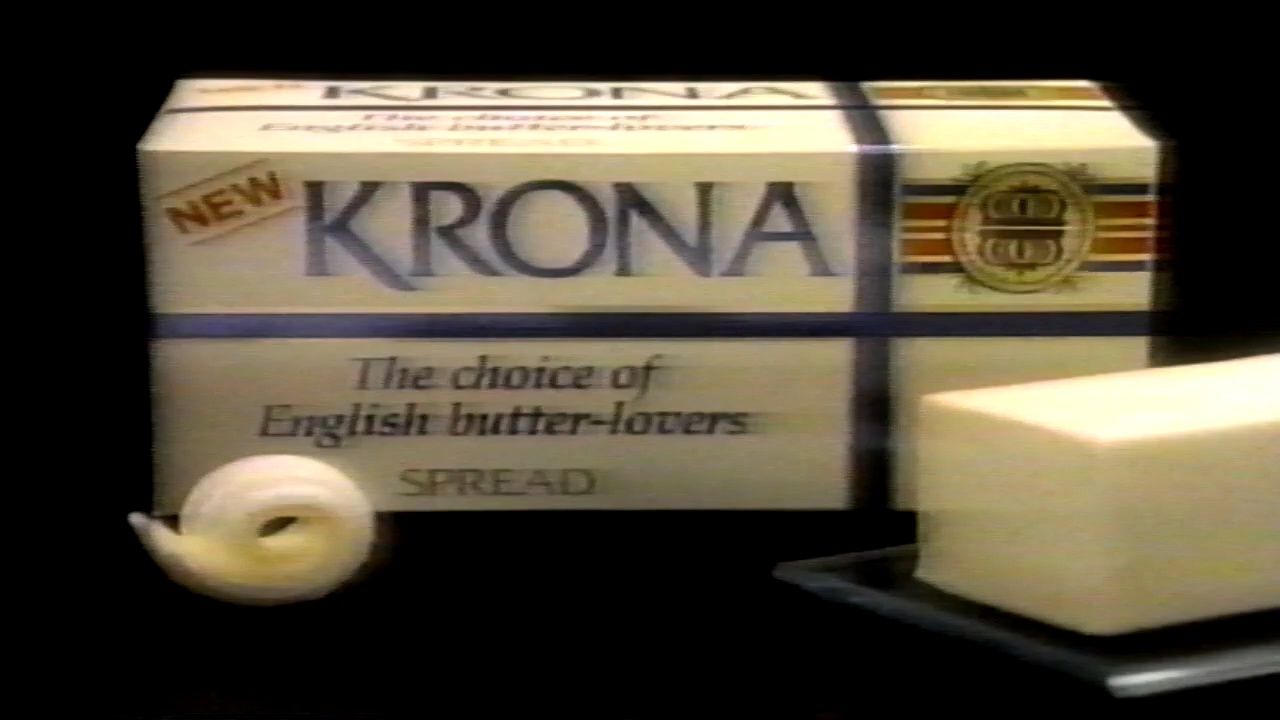 KRONA
The choice of
English butter-lovers
SPREAD
NEW
KRONA
The choice of
English butter-lovers
SPREAD